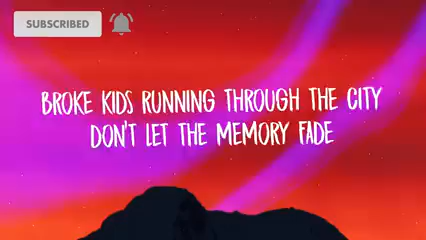 SUBSCRIBED
BROKE KIDS RUNNING THROUGH THE CITY
DON'T LET THE MEMORY FADE